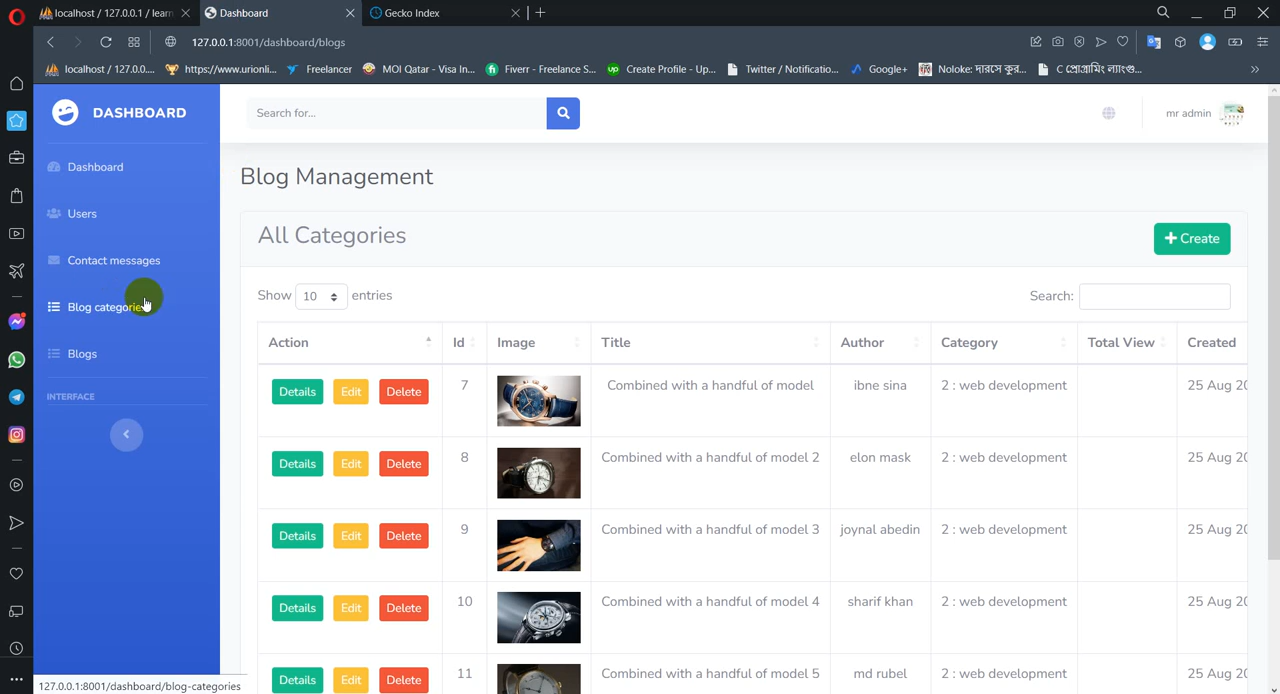 localhost / 127.0.0.1 / learn
Dashboard
Gecko Index
127.0.0.1:8001/dashboard/blogs
localhost / 127.0.0....
https://www.urionli...
Freelancer
MOI Qatar - Visa In...
Fiverr - Freelance S...
Create Profile - Up...
Twitter / Notificatio...
Google+
Noloke: দারসে কুর...
C প্রোগ্রামিং ল্যাংগু...
DASHBOARD
Search for...
mr admin
Dashboard
Users
Contact messages
Blog categories
Blogs
INTERFACE
Blog Management
All Categories
Create
Show 10 entries
Search:
Action Id Image Title Author Category Total View Created
Details Edit Delete 7 Combined with a handful of model ibne sina 2 : web development 25 Aug 20
Details Edit Delete 8 Combined with a handful of model 2 elon mask 2 : web development 25 Aug 20
Details Edit Delete 9 Combined with a handful of model 3 joynal abedin 2 : web development 25 Aug 20
Details Edit Delete 10 Combined with a handful of model 4 sharif khan 2 : web development 25 Aug 20
Details Edit Delete 11 Combined with a handful of model 5 md rubel 2 : web development 25 Aug 20
127.0.0.1:8001/dashboard/blog-categories